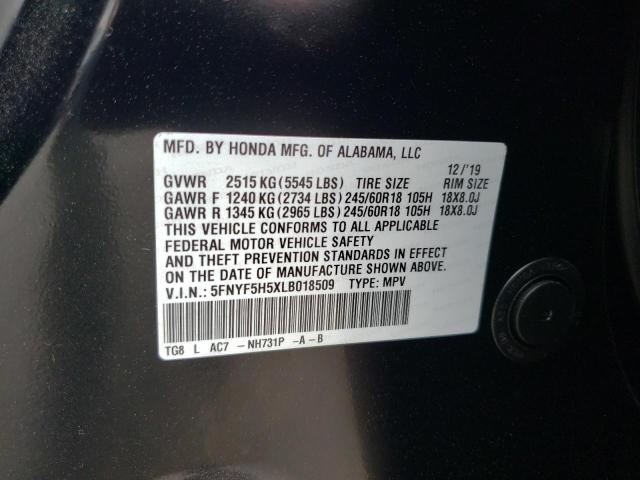 MFD. BY HONDA MFG. OF ALABAMA, LLC
12/'19
GVWR 2515 KG (5545 LBS) TIRE SIZE RIM SIZE
GAWR F 1240 KG (2734 LBS) 245/60R18 105H 18X8.0J
GAWR R 1345 KG (2965 LBS) 245/60R18 105H 18X8.0J
THIS VEHICLE CONFORMS TO ALL APPLICABLE
FEDERAL MOTOR VEHICLE SAFETY
AND THEFT PREVENTION STANDARDS IN EFFECT
ON THE DATE OF MANUFACTURE SHOWN ABOVE.
V.I.N.: 5FNYF5H5XLB018509 TYPE: MPV
TG8 L AC7 -NH731P -A-B